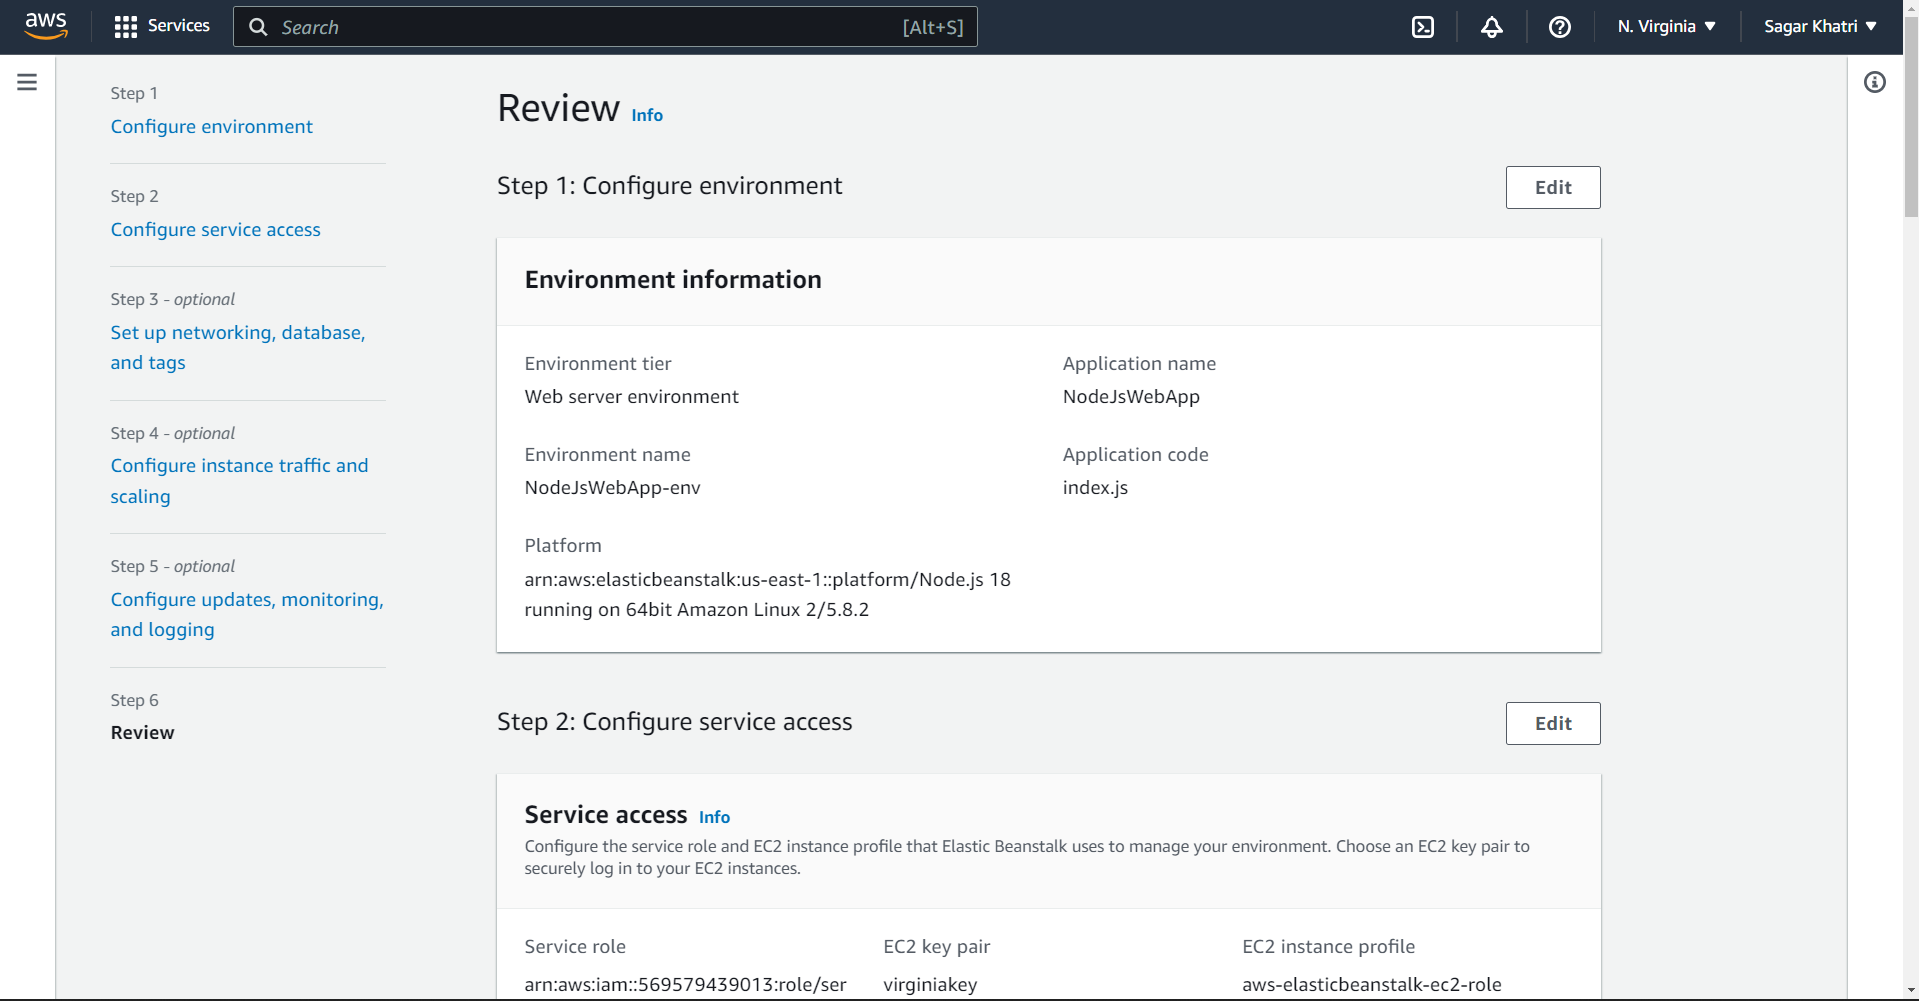 aws
Services
Search
[Alt+S]
N. Virginia
Sagar Khatri
Step 1
Configure environment
Step 2
Configure service access
Step 3 - optional
Set up networking, database,
and tags
Step 4 - optional
Configure instance traffic and
scaling
Step 5 - optional
Configure updates, monitoring,
and logging
Step 6
Review
Review Info
Step 1: Configure environment
Edit
Environment information
Environment tier
Web server environment
Application name
NodeJsWebApp
Environment name
NodeJsWebApp-env
Application code
index.js
Platform
arn:aws:elasticbeanstalk:us-east-1::platform/Node.js 18
running on 64bit Amazon Linux 2/5.8.2
Step 2: Configure service access
Edit
Service access Info
Configure the service role and EC2 instance profile that Elastic Beanstalk uses to manage your environment. Choose an EC2 key pair to
securely log in to your EC2 instances.
Service role
arn:aws:iam::569579439013:role/ser
EC2 key pair
virginiakey
EC2 instance profile
aws-elasticbeanstalk-ec2-role